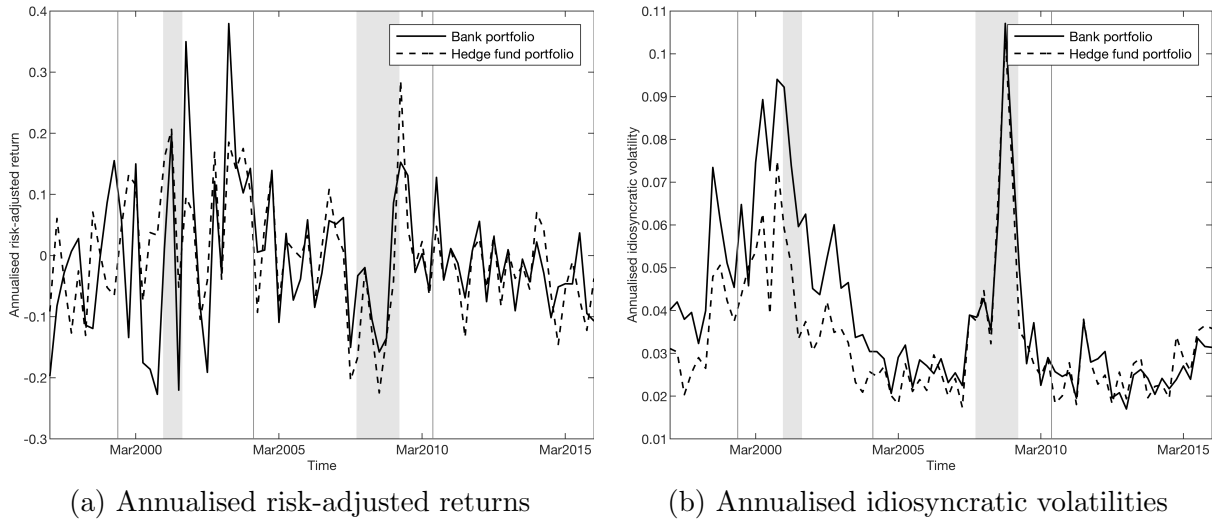 0.4
0.3
0.2
0.1
0
-0.1
-0.2
-0.3
Annualised risk-adjusted return
Bank portfolio
Hedge fund portfolio
Mar2000 Mar2005 Mar2010 Mar2015
Time
(a) Annualised risk-adjusted returns
0.11
0.1
0.09
0.08
0.07
0.06
0.05
0.04
0.03
0.02
0.01
Annualised idiosyncratic volatility
Bank portfolio
Hedge fund portfolio
Mar2000 Mar2005 Mar2010 Mar2015
Time
(b) Annualised idiosyncratic volatilities